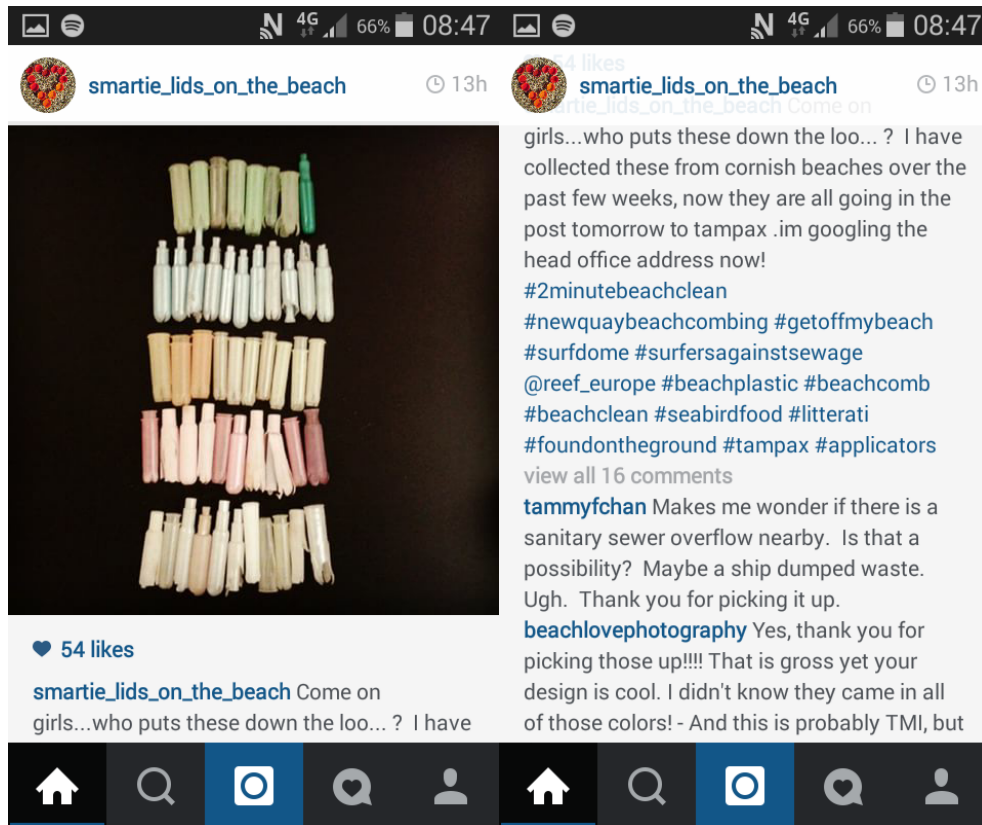 4G 66% 08:47
smartie_lids_on_the_beach 13h
54 likes
smartie_lids_on_the_beach Come on
girls...who puts these down the loo... ? I have
4G 66% 08:47
54 likes
smartie_lids_on_the_beach 13h
smartie_lids_on_the_beach Come on
girls...who puts these down the loo... ? I have
collected these from cornish beaches over the
past few weeks, now they are all going in the
post tomorrow to tampax .im googling the
head office address now!
#2minutebeachclean
#newquaybeachcombing #getoffmybeach
#surfdome #surfersagainstsewage
@reef_europe #beachplastic #beachcomb
#beachclean #seabirdfood #litterati
#foundontheground #tampax #applicators
view all 16 comments
tammyfchan Makes me wonder if there is a
sanitary sewer overflow nearby. Is that a
possibility? Maybe a ship dumped waste.
Ugh. Thank you for picking it up.
beachlovephotography Yes, thank you for
picking those up!!!! That is gross yet your
design is cool. I didn't know they came in all
of those colors! - And this is probably TMI, but